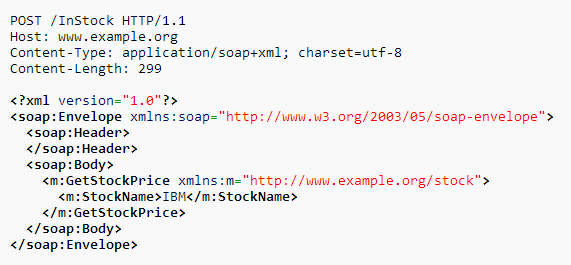 POST /InStock HTTP/1.1
Host: www.example.org
Content-Type: application/soap+xml; charset=utf-8
Content-Length: 299

<?xml version="1.0"?>
<soap:Envelope xmlns:soap="http://www.w3.org/2003/05/soap-envelope">
  <soap:Header>
  </soap:Header>
  <soap:Body>
    <m:GetStockPrice xmlns:m="http://www.example.org/stock">
      <m:StockName>IBM</m:StockName>
    </m:GetStockPrice>
  </soap:Body>
</soap:Envelope>